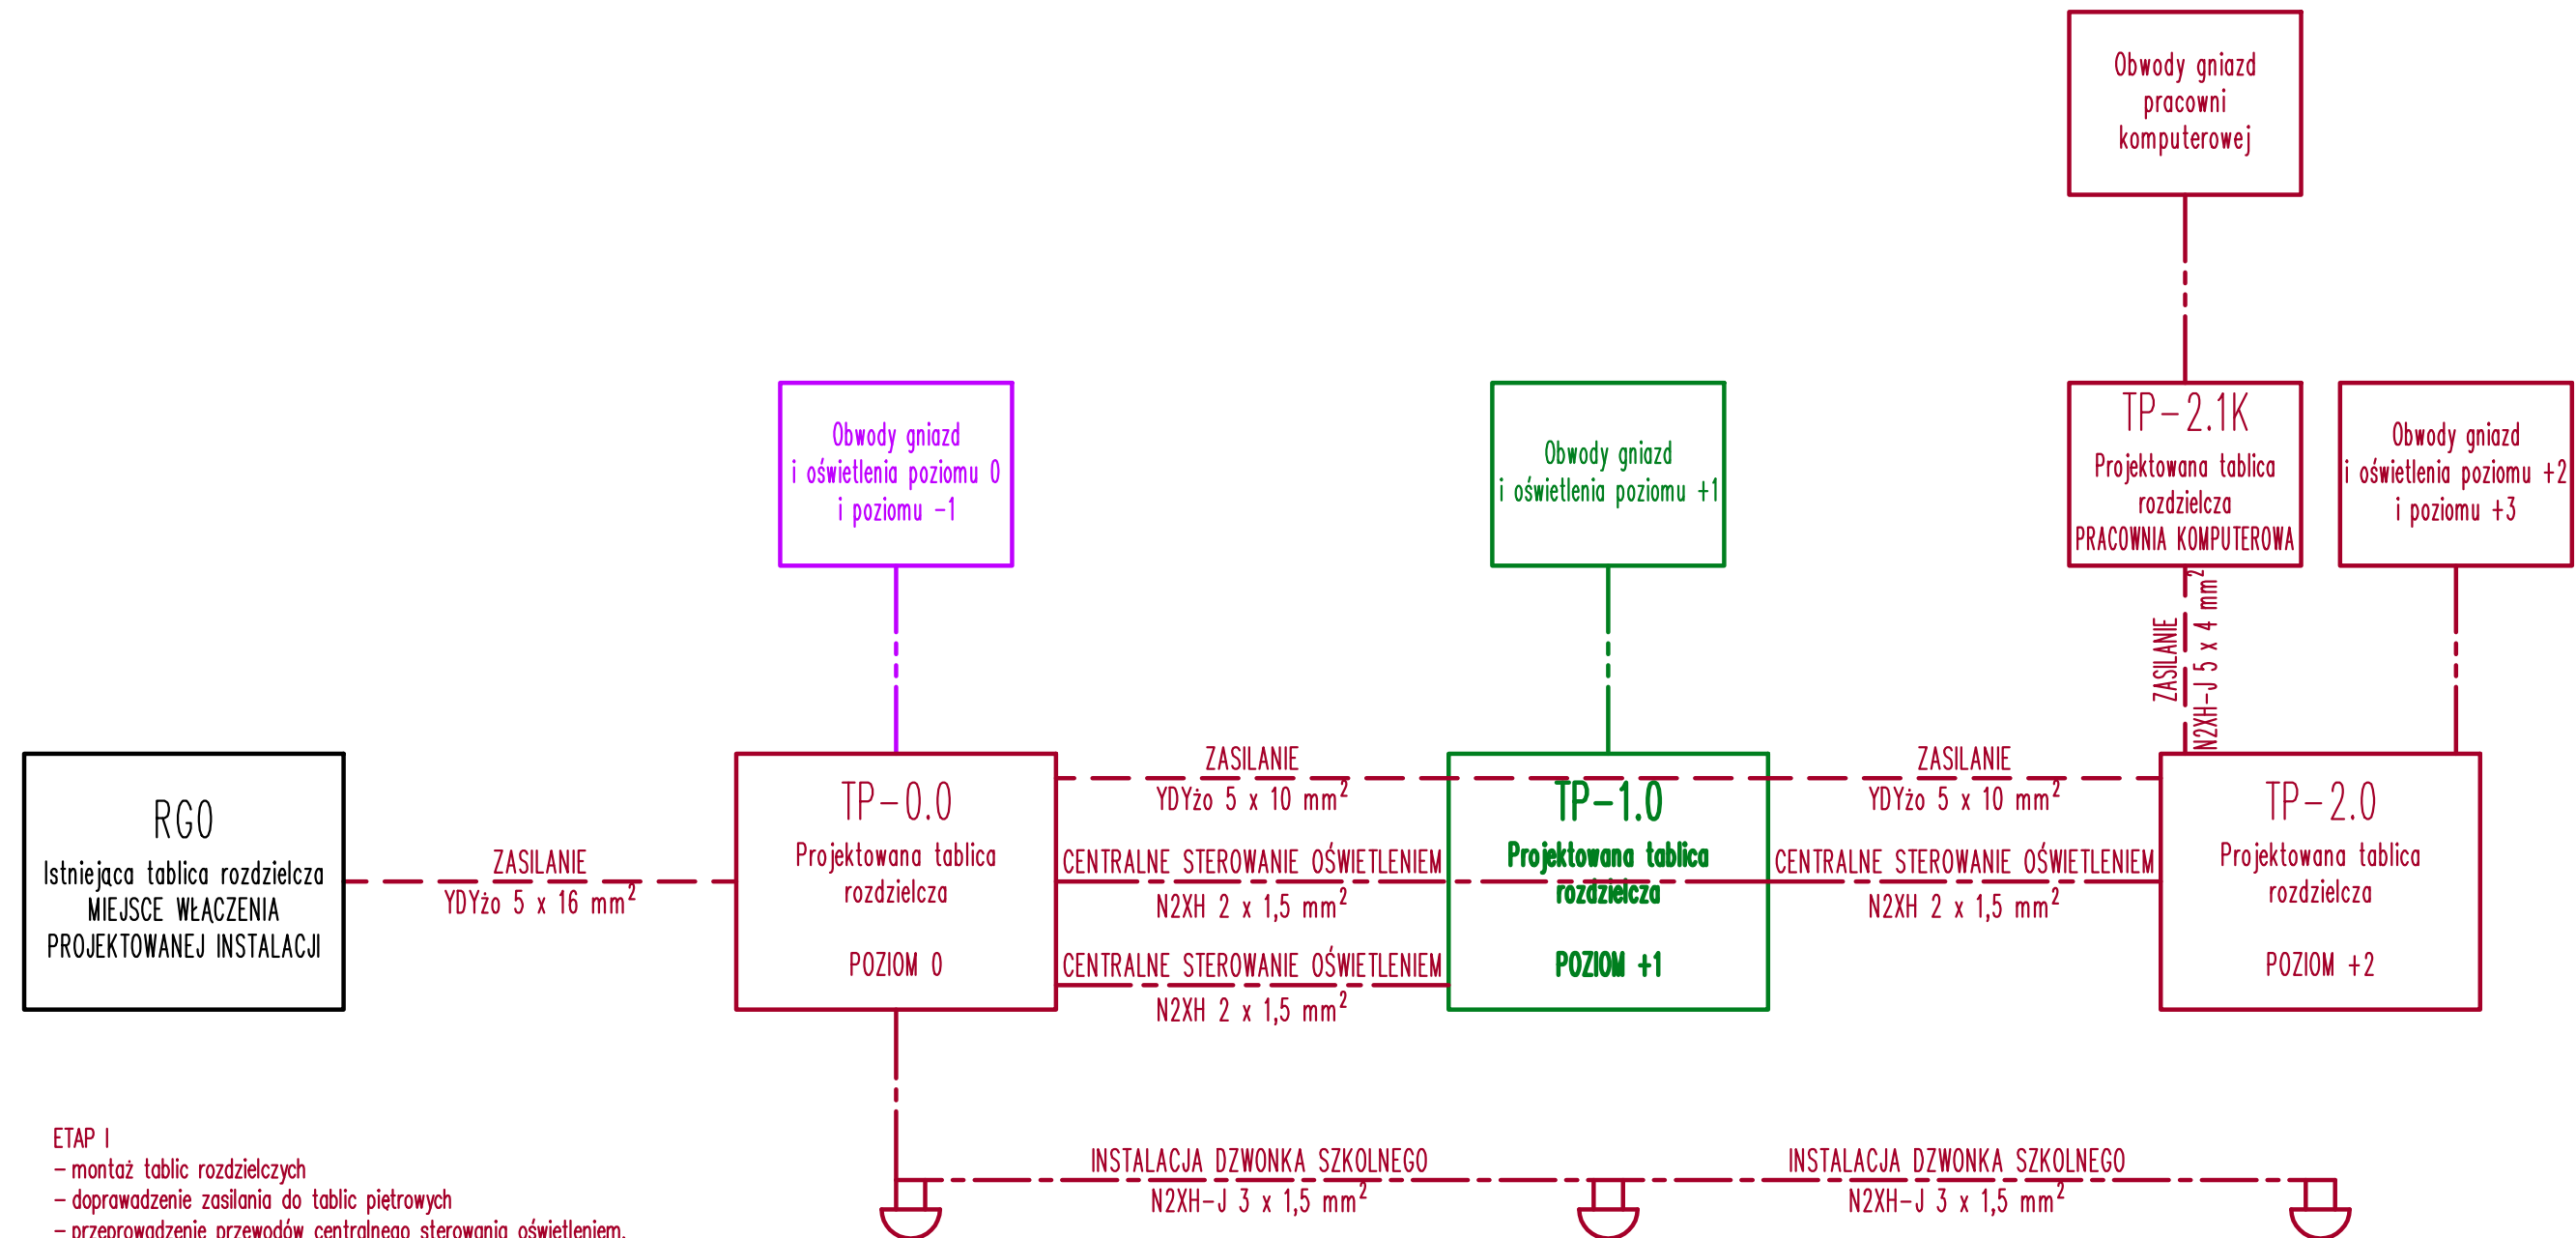 Obwody gniazd
pracowni
komputerowej
Obwody gniazd
i oświetlenia poziomu 0
i poziomu -1
Obwody gniazd
i oświetlenia poziomu +1
TP-2.1K
Projektowana tablica
rozdzielcza
PRACOWNIA KOMPUTEROWA
Obwody gniazd
i oświetlenia poziomu +2
i poziomu +3
ZASILANIE
N2XH-J 5 x 4 mm²
RG0
Istniejąca tablica rozdzielcza
MIEJSCE WŁĄCZENIA
PROJEKTOWANEJ INSTALACJI
ZASILANIE
YDYżo 5 x 16 mm²
TP-0.0
Projektowana tablica
rozdzielcza
POZIOM 0
ZASILANIE
YDYżo 5 x 10 mm²
CENTRALNE STEROWANIE OŚWIETLENIEM
N2XH 2 x 1,5 mm²
CENTRALNE STEROWANIE OŚWIETLENIEM
N2XH 2 x 1,5 mm²
TP-1.0
Projektowana tablica
rozdzielcza
POZIOM +1
ZASILANIE
YDYżo 5 x 10 mm²
CENTRALNE STEROWANIE OŚWIETLENIEM
N2XH 2 x 1,5 mm²
TP-2.0
Projektowana tablica
rozdzielcza
POZIOM +2
INSTALACJA DZWONKA SZKOLNEGO
N2XH-J 3 x 1,5 mm²
INSTALACJA DZWONKA SZKOLNEGO
N2XH-J 3 x 1,5 mm²
ETAP I
- montaż tablic rozdzielczych
- doprawadzenie zasilania do tablic piętrowych
- przeprowadzenie przewodów centralnego sterowania oświetleniem,